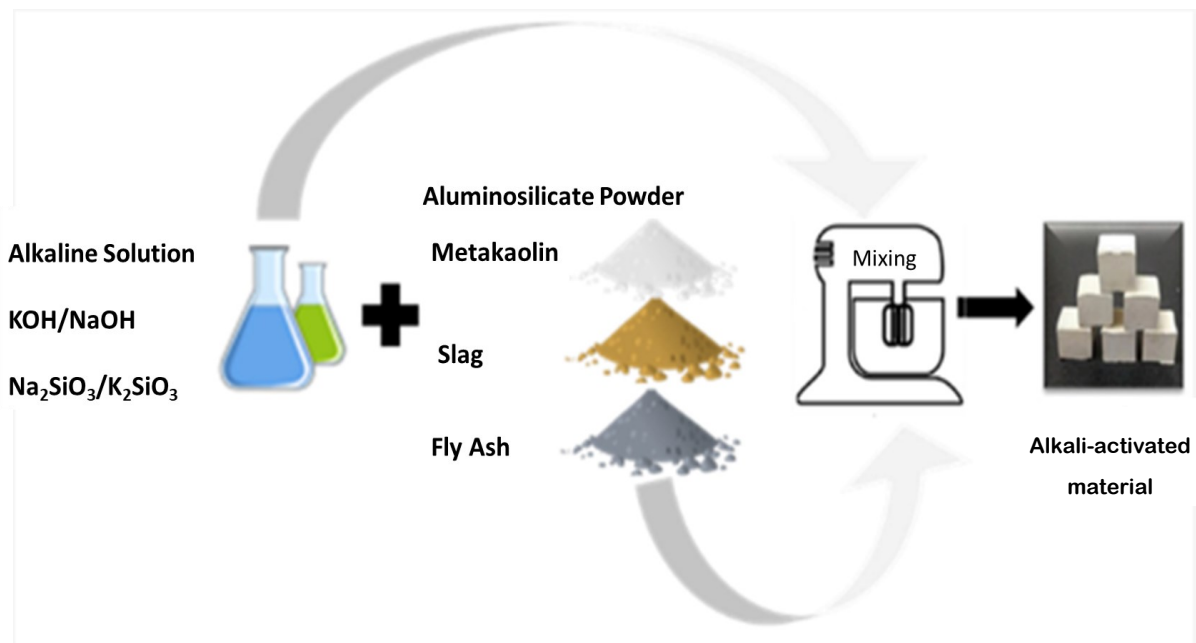 Alkaline Solution
KOH/NaOH
Na₂SiO₃/K₂SiO₃
Aluminosilicate Powder
Metakaolin
Slag
Fly Ash
Mixing
Alkali-activated
material